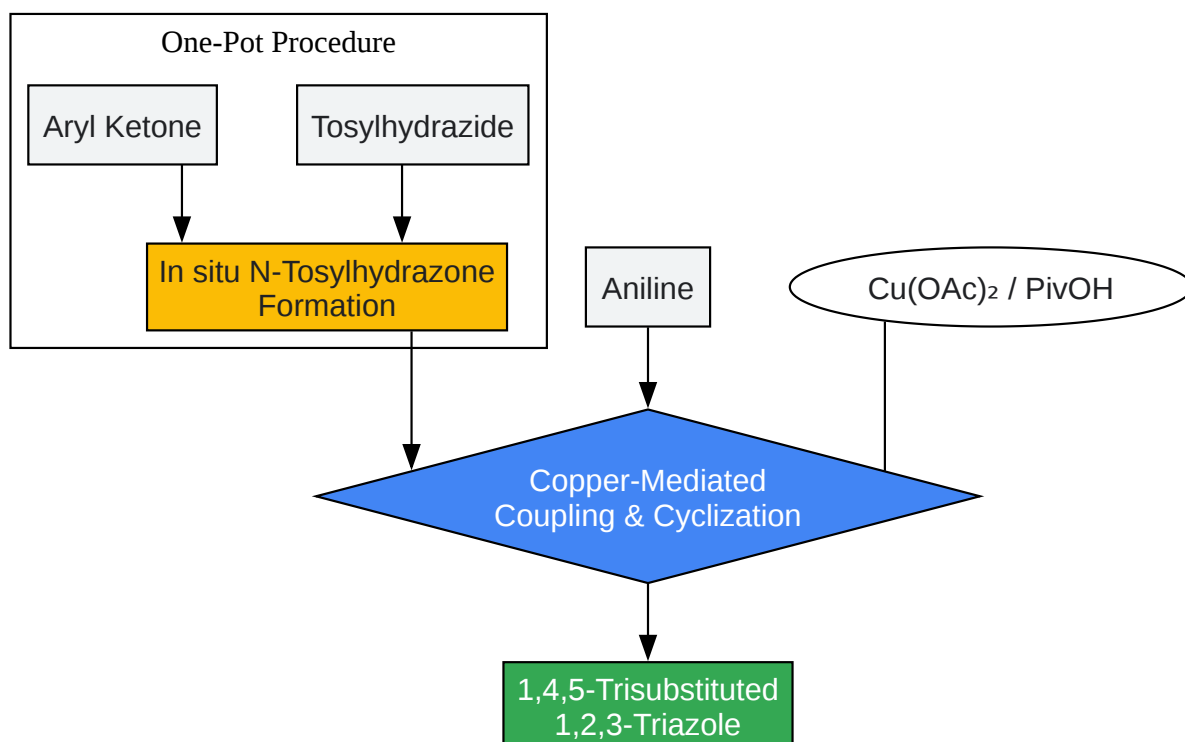 One-Pot Procedure
Aryl Ketone
Tosylhydrazide
In situ N-Tosylhydrazone
Formation
Aniline
Cu(OAc)₂ / PivOH
Copper-Mediated
Coupling & Cyclization
1,4,5-Trisubstituted
1,2,3-Triazole